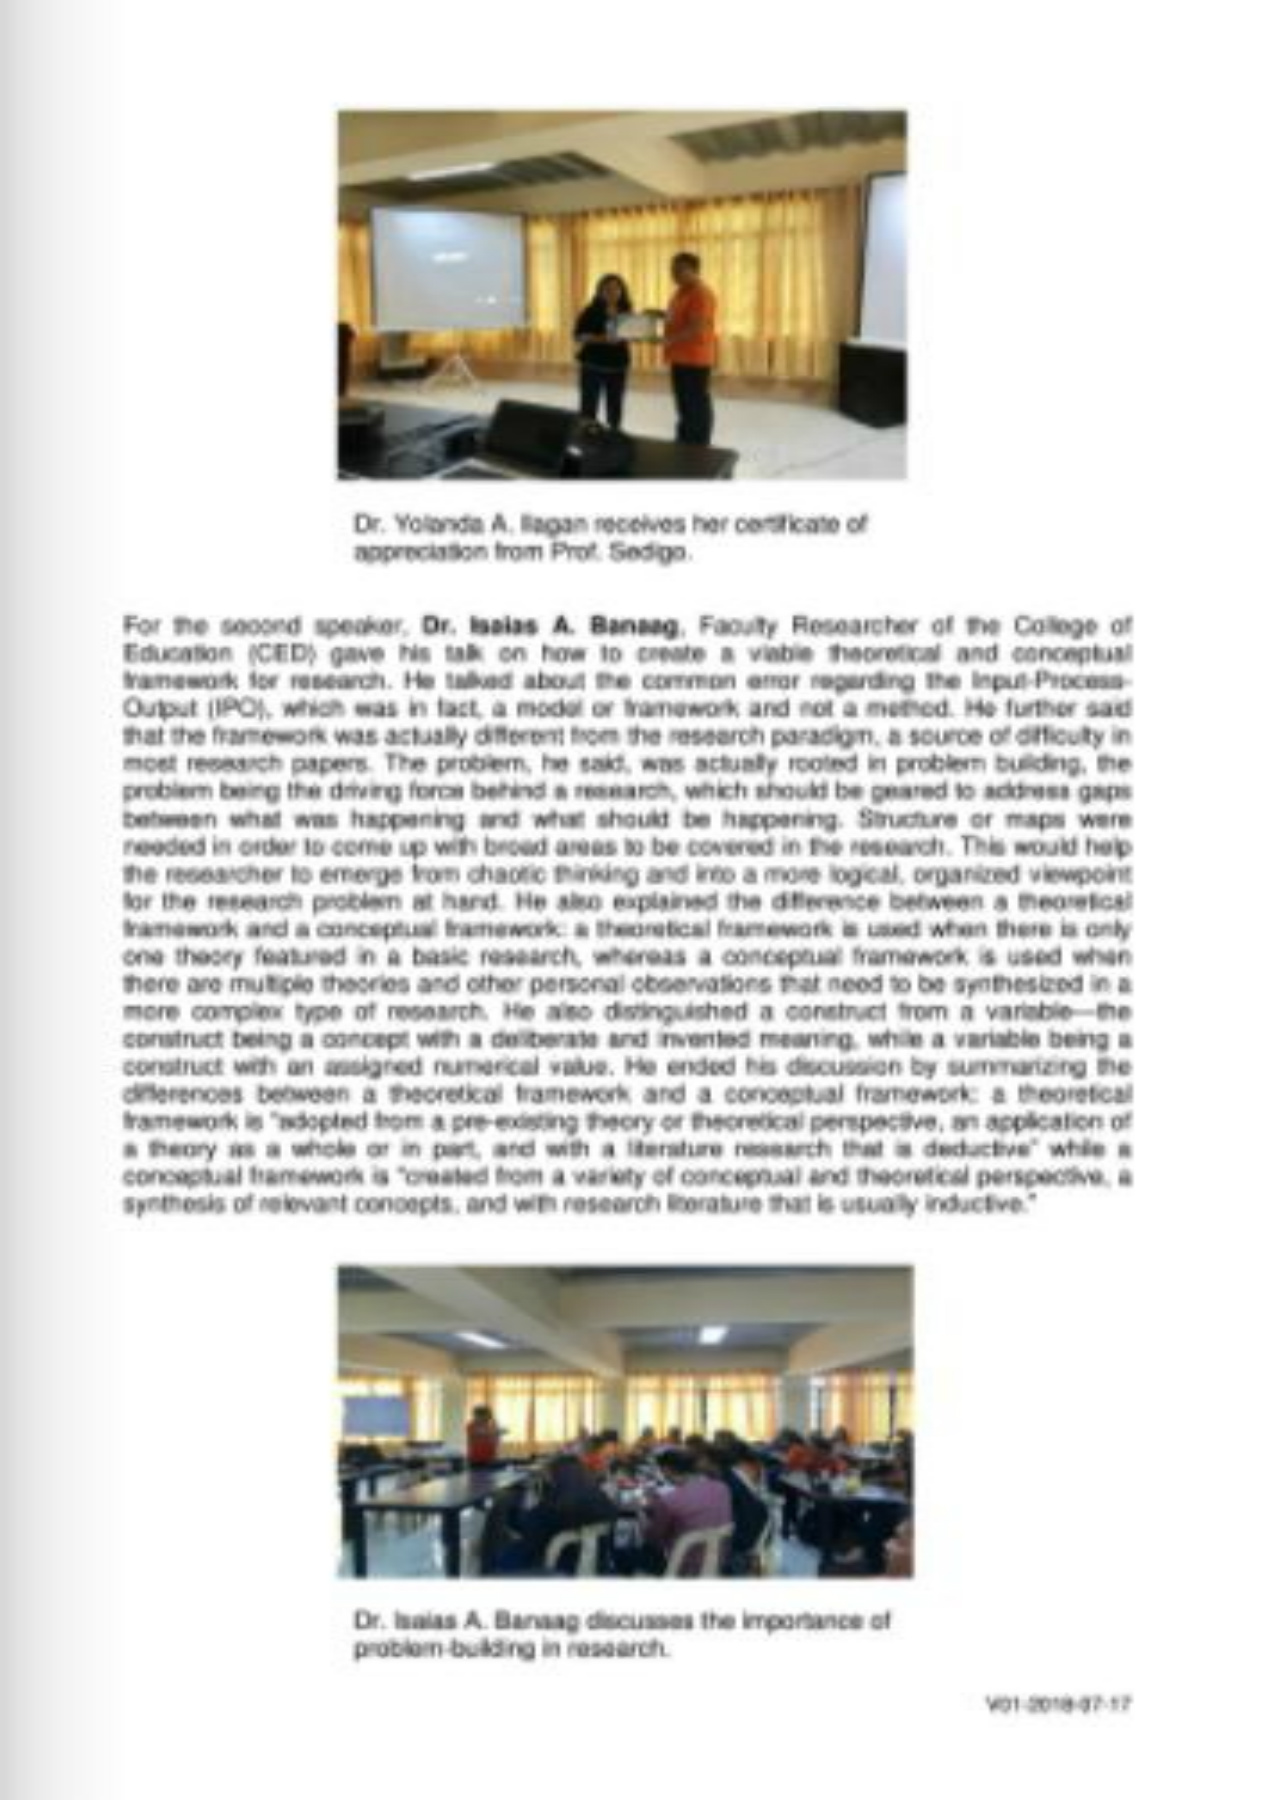 Dr. Yolanda A. Ilagan receives her certificate of
appreciation from Prof. Sedigo.
For the second speaker, Dr. Isaias A. Banaag, Faculty Researcher of the College of
Education (CED) gave his talk on how to create a viable theoretical and conceptual
framework for research. He talked about the common error regarding the Input-Process-
Output (IPO), which was in fact, a model or framework and not a method. He further said
that the framework was actually different from the research paradigm, a source of difficulty in
most research papers. The problem, he said, was actually rooted in problem building, the
problem being the driving force behind a research, which should be geared to address gaps
between what was happening and what should be happening. Structure or maps were
needed in order to come up with broad areas to be covered in the research. This would help
the researcher to emerge from chaotic thinking and into a more logical, organized viewpoint
for the research problem at hand. He also explained the difference between a theoretical
framework and a conceptual framework: a theoretical framework is used when there is only
one theory featured in a basic research, whereas a conceptual framework is used when
there are multiple theories and other personal observations that need to be synthesized in a
more complex type of research. He also distinguished a construct from a variable—the
construct being a concept with a deliberate and invented meaning, while a variable being a
construct with an assigned numerical value. He ended his discussion by summarizing the
differences between a theoretical framework and a conceptual framework: a theoretical
framework is "adopted from a pre-existing theory or theoretical perspective, an application of
a theory as a whole or in part, and with a literature research that is deductive" while a
conceptual framework is "created from a variety of conceptual and theoretical perspective, a
synthesis of relevant concepts, and with research literature that is usually inductive."
Dr. Isaias A. Banaag discusses the importance of
problem-building in research.
V01-2018-07-17